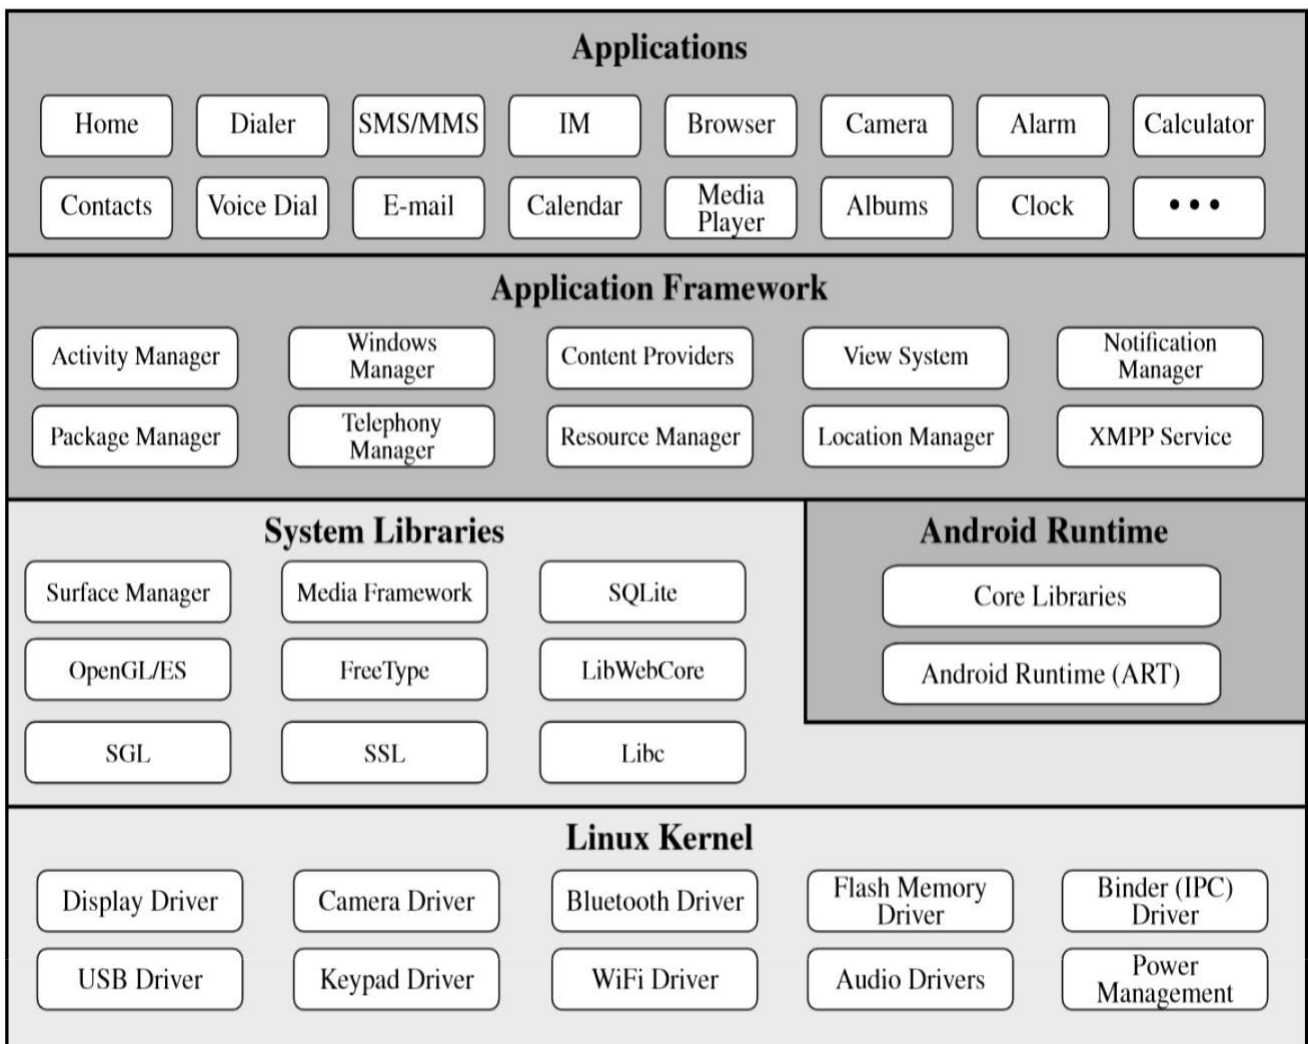 Applications
Home
Dialer
SMS/MMS
IM
Browser
Camera
Alarm
Calculator
Contacts
Voice Dial
E-mail
Calendar
Media
Player
Albums
Clock
•••
Application Framework
Activity Manager
Windows
Manager
Content Providers
View System
Notification
Manager
Package Manager
Telephony
Manager
Resource Manager
Location Manager
XMPP Service
System Libraries
Surface Manager
Media Framework
SQLite
OpenGL/ES
FreeType
LibWebCore
SGL
SSL
Libc
Android Runtime
Core Libraries
Android Runtime (ART)
Linux Kernel
Display Driver
Camera Driver
Bluetooth Driver
Flash Memory
Driver
Binder (IPC)
Driver
USB Driver
Keypad Driver
WiFi Driver
Audio Drivers
Power
Management